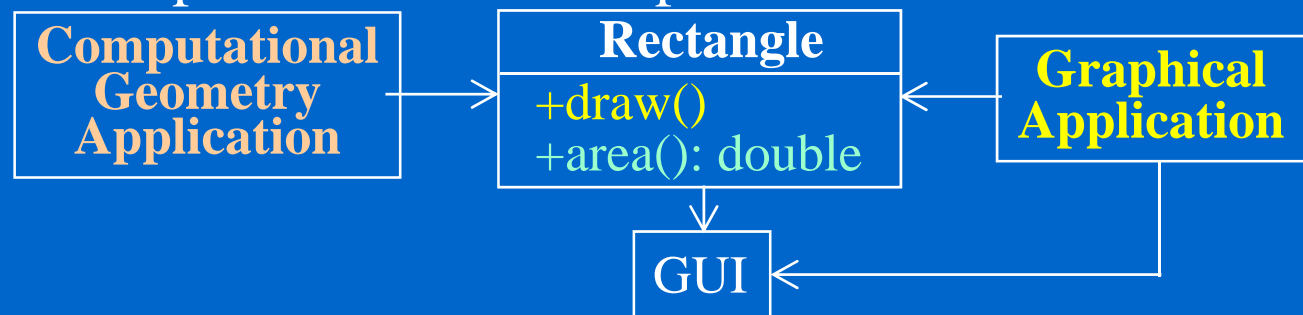 Computational
Geometry
Application
Rectangle
+draw()
+area(): double
Graphical
Application
GUI